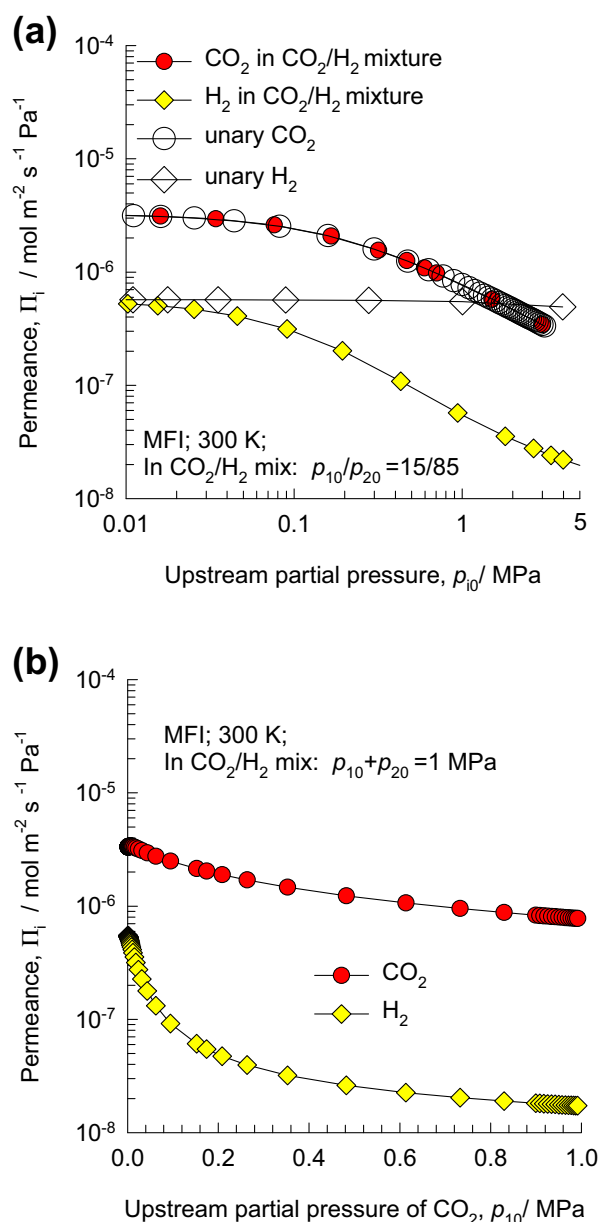 (a)
10⁻⁴
CO₂ in CO₂/H₂ mixture
H₂ in CO₂/H₂ mixture
unary CO₂
unary H₂
10⁻⁵
10⁻⁶
10⁻⁷
10⁻⁸
Permeance, Πᵢ / mol m⁻² s⁻¹ Pa⁻¹
MFI; 300 K;
In CO₂/H₂ mix: p₁₀/p₂₀ =15/85
0.01 0.1 1 5
Upstream partial pressure, pᵢ₀/ MPa
(b)
10⁻⁴
MFI; 300 K;
In CO₂/H₂ mix: p₁₀+p₂₀ =1 MPa
10⁻⁵
10⁻⁶
CO₂
H₂
10⁻⁷
10⁻⁸
Permeance, Πᵢ / mol m⁻² s⁻¹ Pa⁻¹
0.0 0.2 0.4 0.6 0.8 1.0
Upstream partial pressure of CO₂, p₁₀/ MPa